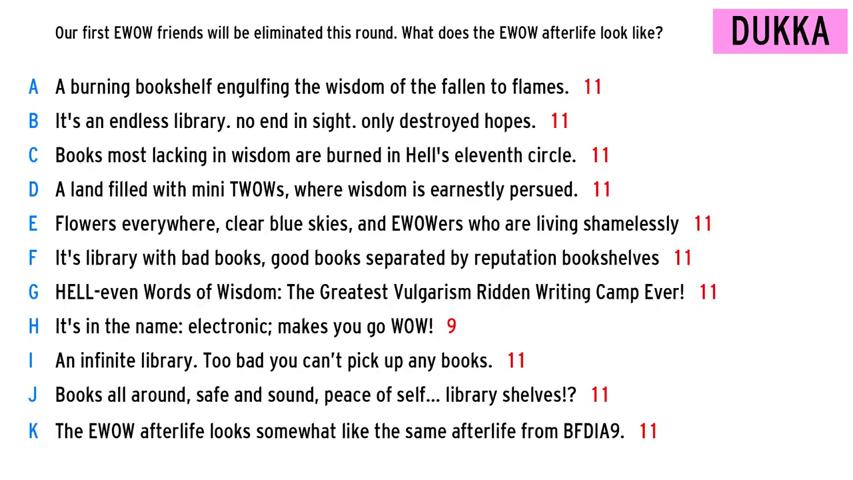 Our first EWOW friends will be eliminated this round. What does the EWOW afterlife look like?
DUKKA
A A burning bookshelf engulfing the wisdom of the fallen to flames. 11
B It's an endless library. no end in sight. only destroyed hopes. 11
C Books most lacking in wisdom are burned in Hell's eleventh circle. 11
D A land filled with mini TWOWs, where wisdom is earnestly persued. 11
E Flowers everywhere, clear blue skies, and EWOWers who are living shamelessly 11
F It's library with bad books, good books separated by reputation bookshelves 11
G HELL-even Words of Wisdom: The Greatest Vulgarism Ridden Writing Camp Ever! 11
H It's in the name: electronic; makes you go WOW! 9
I An infinite library. Too bad you can’t pick up any books. 11
J Books all around, safe and sound, peace of self... library shelves!? 11
K The EWOW afterlife looks somewhat like the same afterlife from BFDIA9. 11